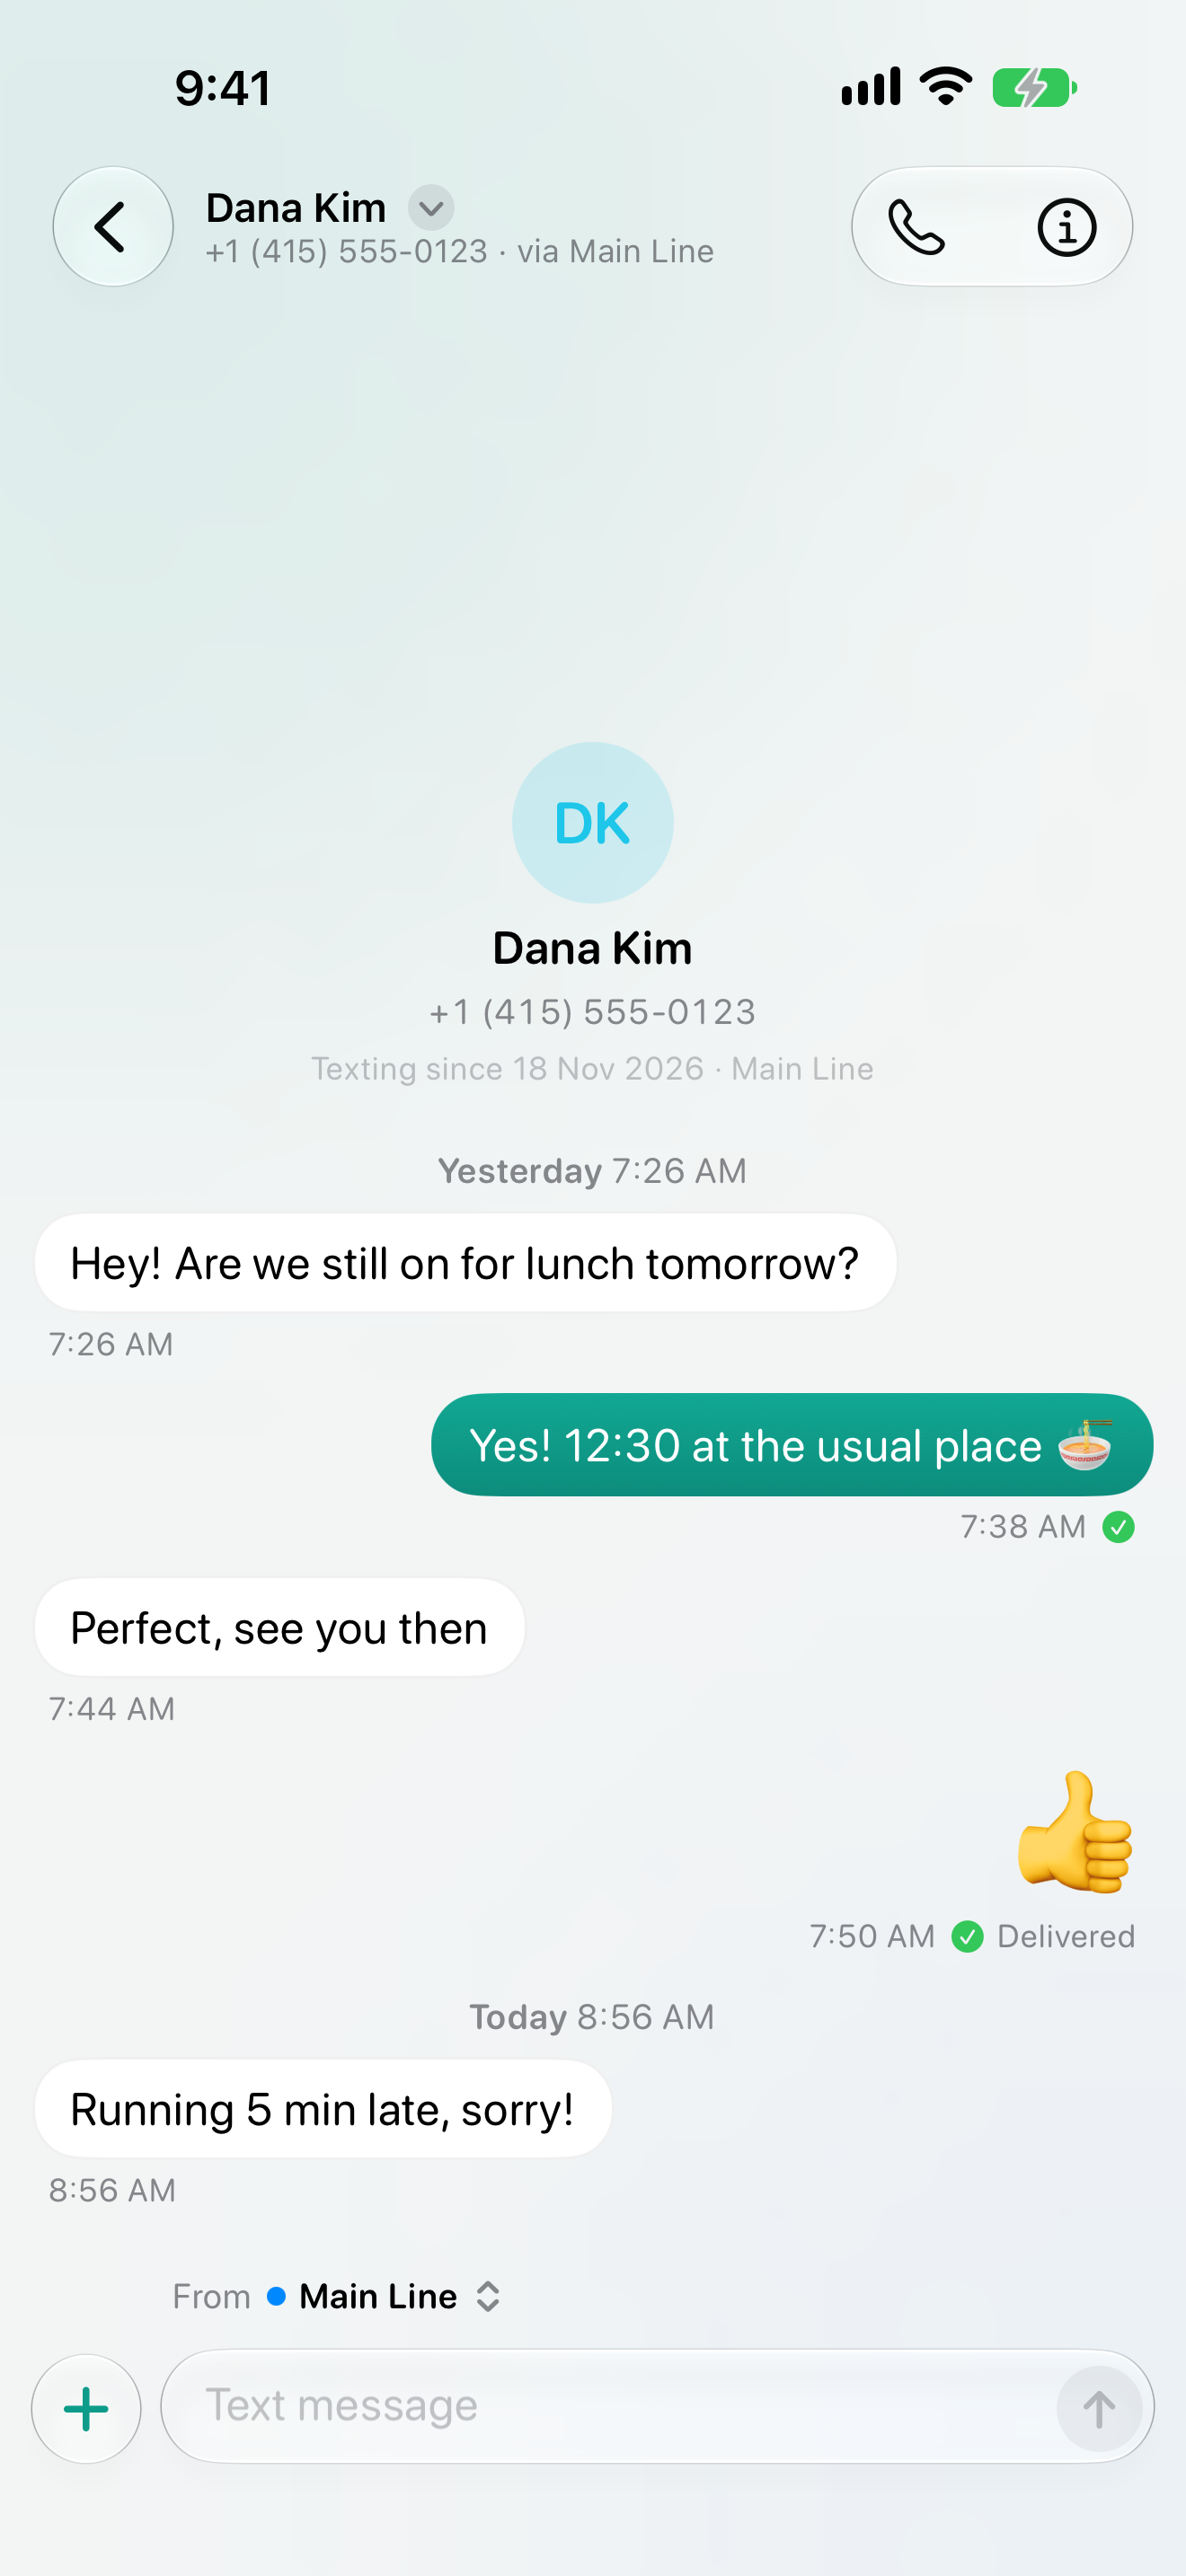 9:41
Dana Kim
+1 (415) 555-0123 · via Main Line
DK
Dana Kim
+1 (415) 555-0123
Texting since 18 Nov 2026 · Main Line
Yesterday 7:26 AM
Hey! Are we still on for lunch tomorrow?
7:26 AM
Yes! 12:30 at the usual place 🍜
7:38 AM
Perfect, see you then
7:44 AM
👍
7:50 AM Delivered
Today 8:56 AM
Running 5 min late, sorry!
8:56 AM
From Main Line
Text message